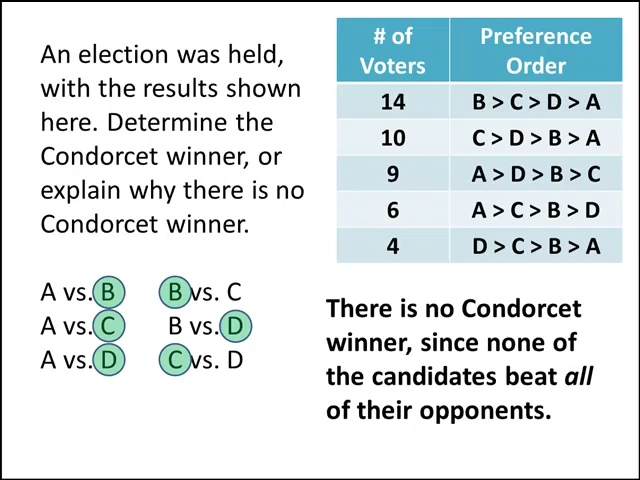 An election was held,
with the results shown
here. Determine the
Condorcet winner, or
explain why there is no
Condorcet winner.
# of Voters Preference Order
14 B > C > D > A
10 C > D > B > A
9 A > D > B > C
6 A > C > B > D
4 D > C > B > A
A vs. B B vs. C
A vs. C B vs. D
A vs. D C vs. D
There is no Condorcet
winner, since none of
the candidates beat all
of their opponents.